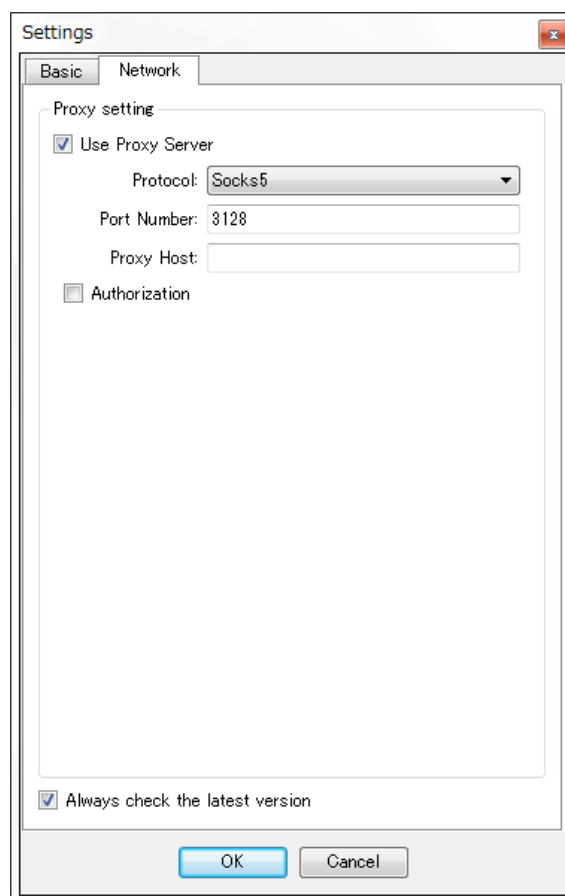 Settings
Basic Network
Proxy setting
Use Proxy Server
Protocol: Socks5
Port Number: 3128
Proxy Host:
Authorization
Always check the latest version
OK Cancel